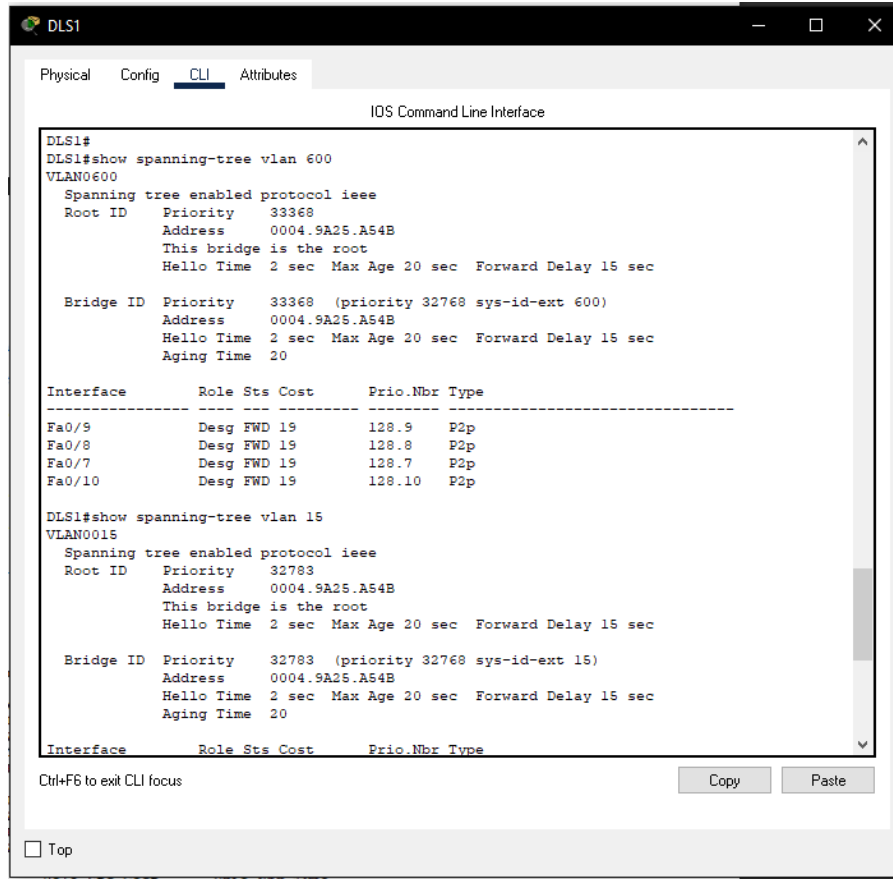 DLS1
Physical Config CLI Attributes
IOS Command Line Interface
DLS1#
DLS1#show spanning-tree vlan 600
VLAN0600
  Spanning tree enabled protocol ieee
  Root ID    Priority    33368
             Address     0004.9A25.A54B
             This bridge is the root
             Hello Time  2 sec  Max Age 20 sec  Forward Delay 15 sec

  Bridge ID  Priority    33368  (priority 32768 sys-id-ext 600)
             Address     0004.9A25.A54B
             Hello Time  2 sec  Max Age 20 sec  Forward Delay 15 sec
             Aging Time  20

Interface        Role Sts Cost      Prio.Nbr Type
---------------- ---- --- --------- -------- --------------------------------
Fa0/9            Desg FWD 19        128.9    P2p
Fa0/8            Desg FWD 19        128.8    P2p
Fa0/7            Desg FWD 19        128.7    P2p
Fa0/10           Desg FWD 19        128.10   P2p

DLS1#show spanning-tree vlan 15
VLAN0015
  Spanning tree enabled protocol ieee
  Root ID    Priority    32783
             Address     0004.9A25.A54B
             This bridge is the root
             Hello Time  2 sec  Max Age 20 sec  Forward Delay 15 sec

  Bridge ID  Priority    32783  (priority 32768 sys-id-ext 15)
             Address     0004.9A25.A54B
             Hello Time  2 sec  Max Age 20 sec  Forward Delay 15 sec
             Aging Time  20

Interface        Role Sts Cost      Prio.Nbr Type
Ctrl+F6 to exit CLI focus
Copy Paste
Top